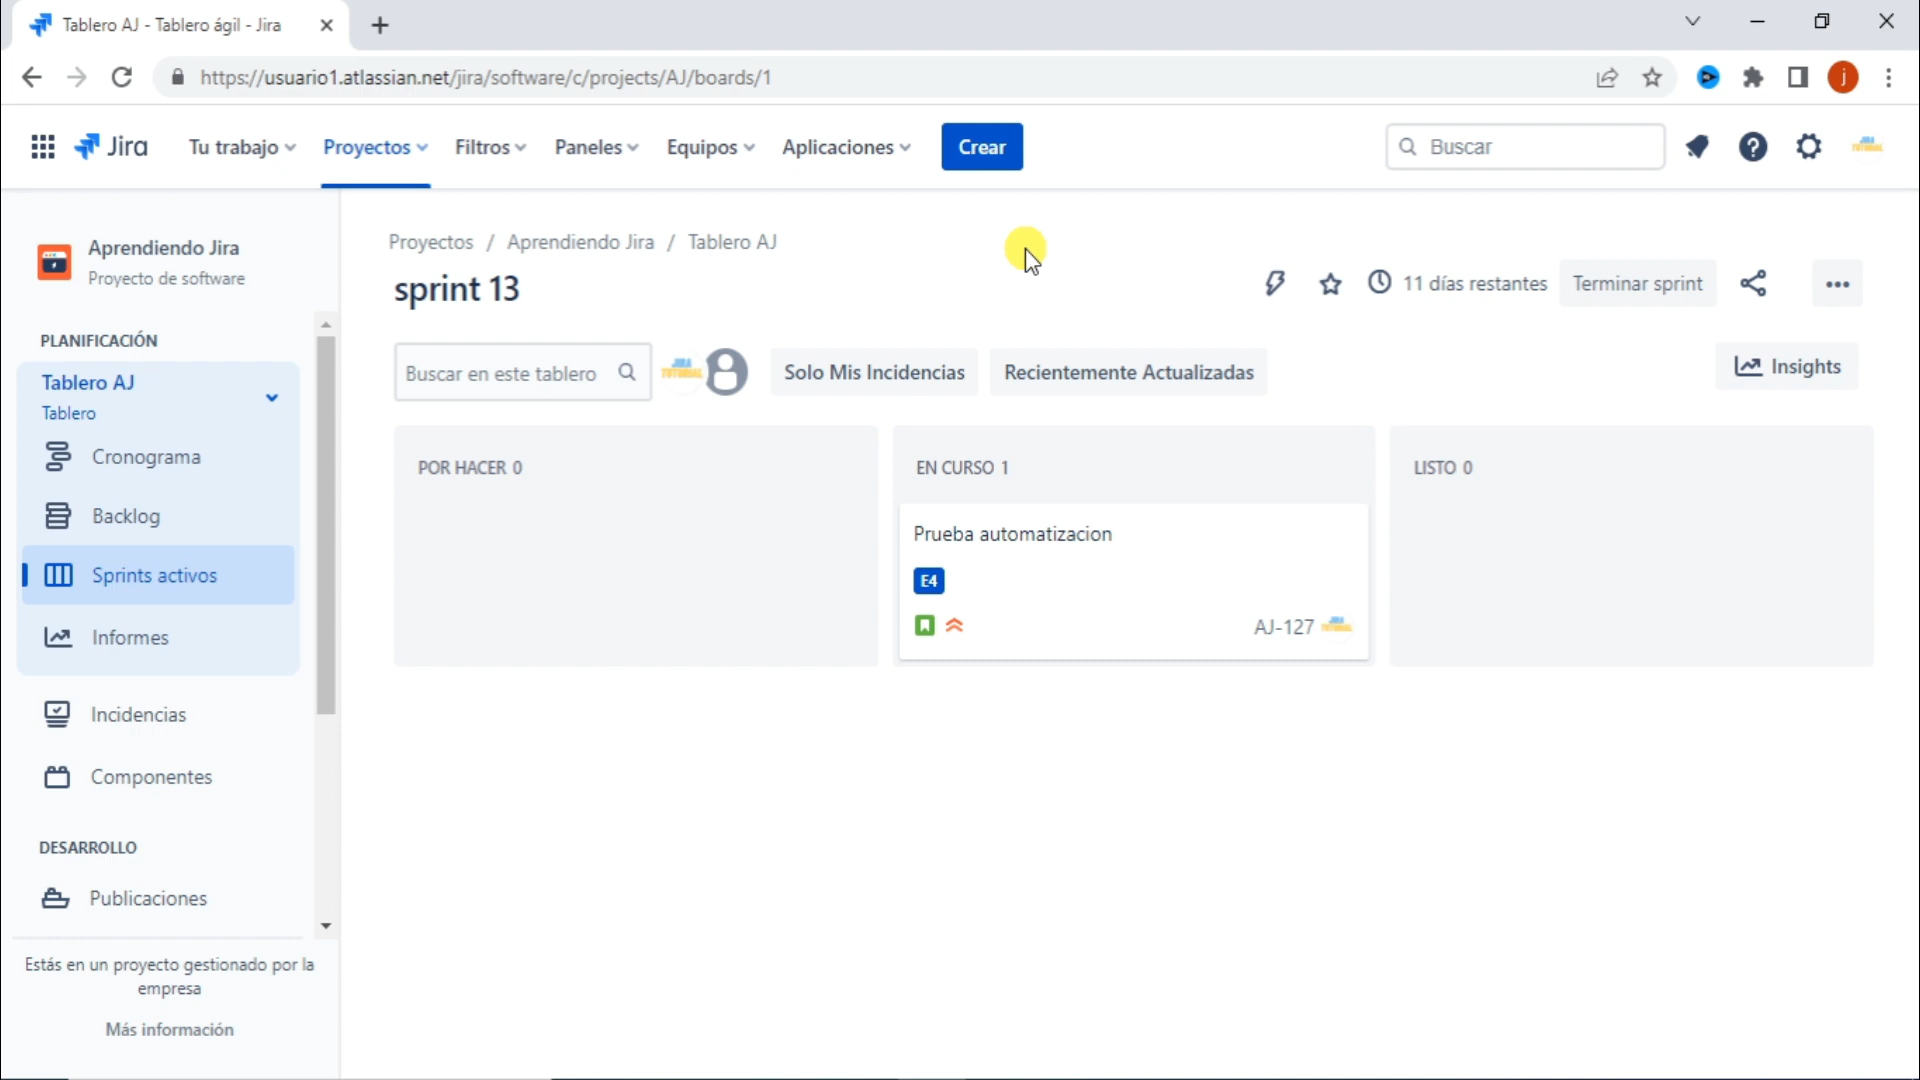 Tablero AJ - Tablero ágil - Jira
https://usuario1.atlassian.net/jira/software/c/projects/AJ/boards/1
j
Jira
Tu trabajo
Proyectos
Filtros
Paneles
Equipos
Aplicaciones
Crear
Buscar
Aprendiendo Jira
Proyecto de software
Proyectos / Aprendiendo Jira / Tablero AJ
sprint 13
11 días restantes
Terminar sprint
PLANIFICACIÓN
Tablero AJ
Tablero
Cronograma
Backlog
Sprints activos
Informes
Incidencias
Componentes
DESARROLLO
Publicaciones
Estás en un proyecto gestionado por la
empresa
Más información
Buscar en este tablero
JIRA
TUTORIAL
Solo Mis Incidencias
Recientemente Actualizadas
Insights
POR HACER 0
EN CURSO 1
Prueba automatizacion
E4
AJ-127
LISTO 0